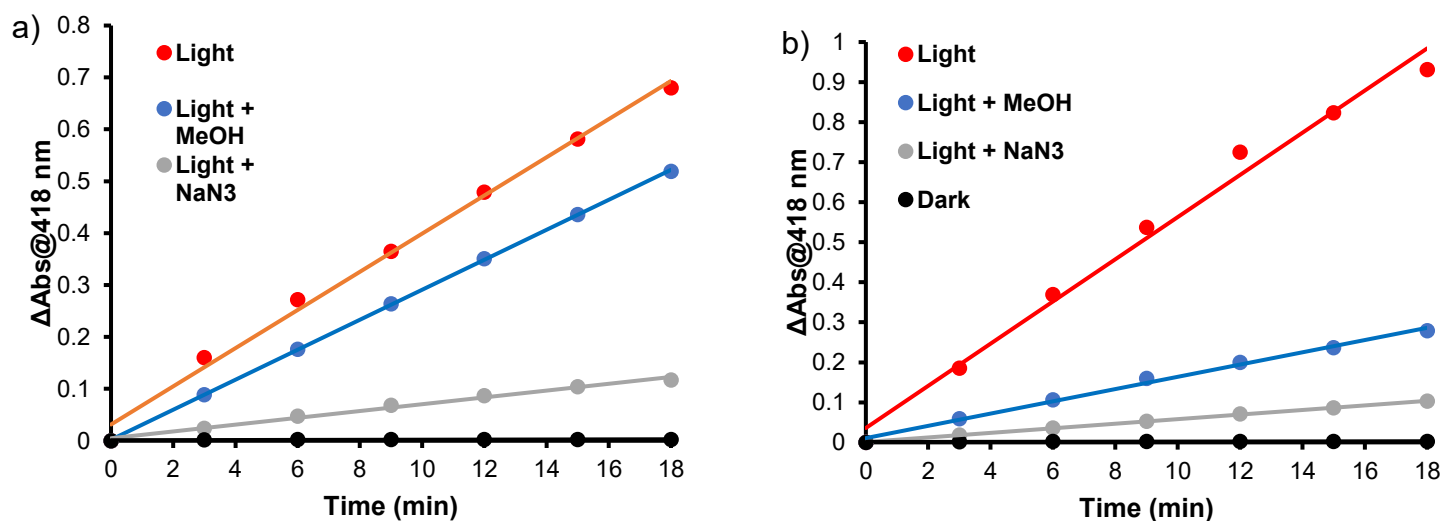 a)
Light
Light +
MeOH
Light +
NaN3
ΔAbs@418 nm
0.8
0.7
0.6
0.5
0.4
0.3
0.2
0.1
0
0 2 4 6 8 10 12 14 16 18
Time (min)
b)
Light
Light + MeOH
Light + NaN3
Dark
ΔAbs@418 nm
1
0.9
0.8
0.7
0.6
0.5
0.4
0.3
0.2
0.1
0
0 2 4 6 8 10 12 14 16 18
Time (min)